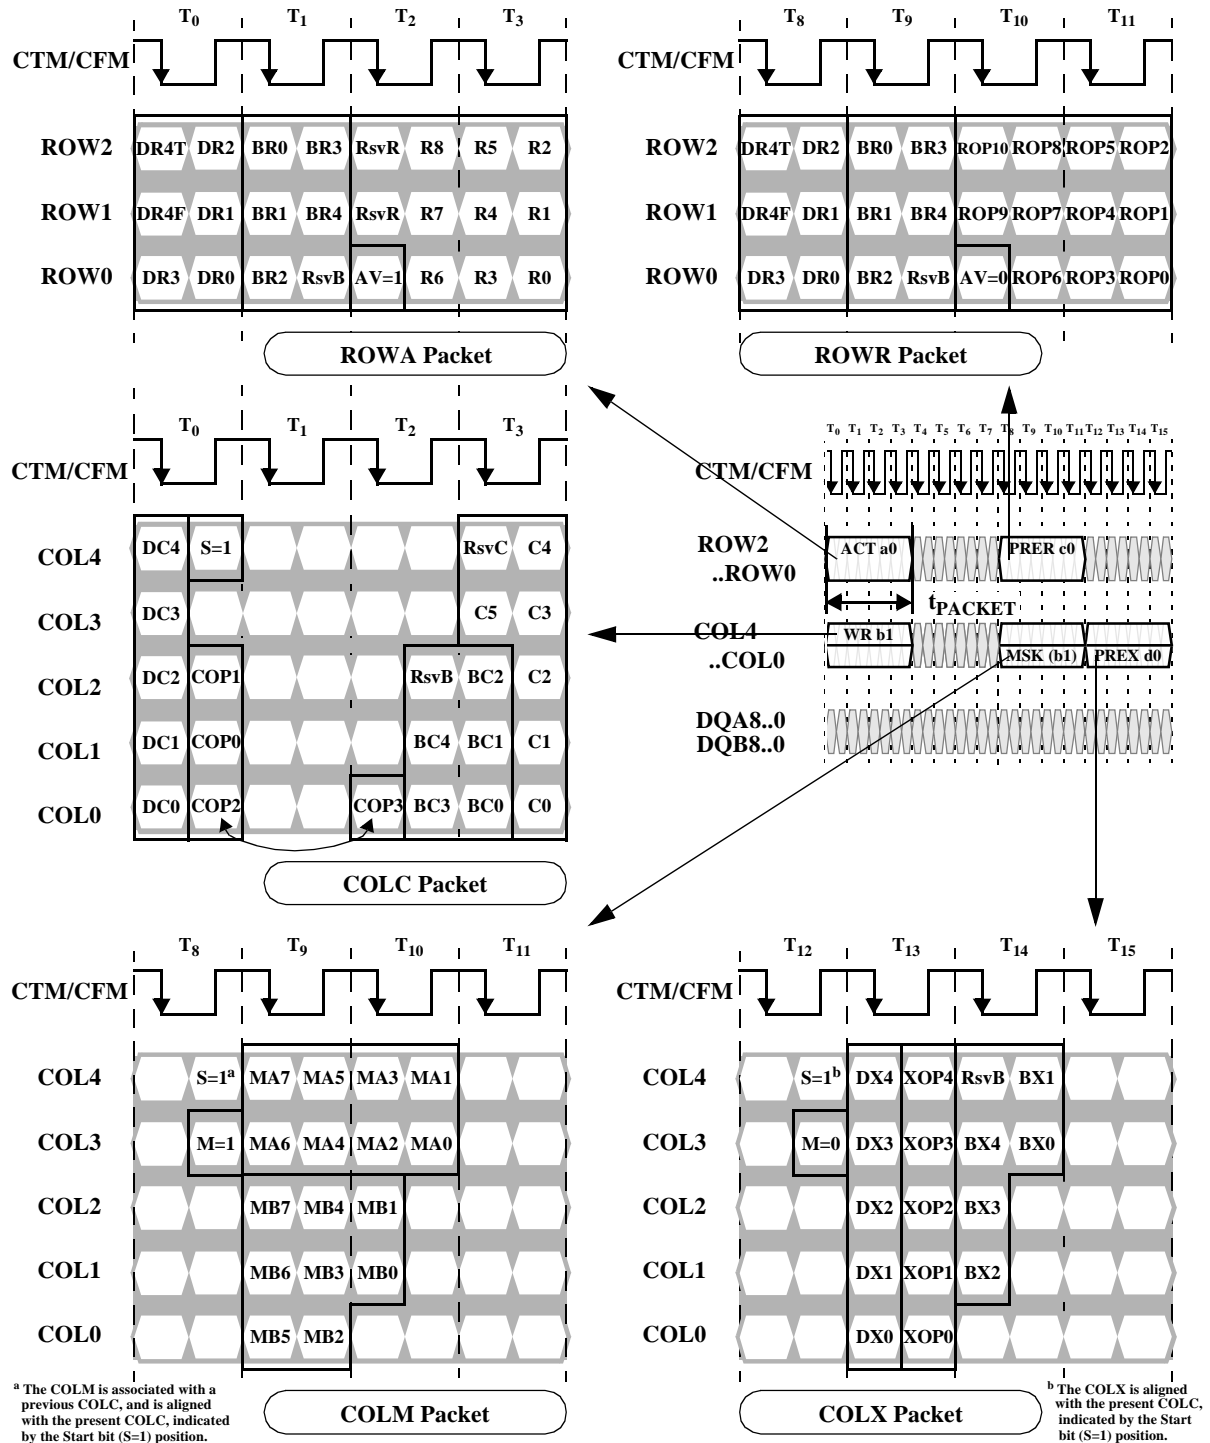 T0 T1 T2 T3
CTM/CFM
ROW2 DR4T DR2 BR0 BR3 RsvR R8 R5 R2
ROW1 DR4F DR1 BR1 BR4 RsvR R7 R4 R1
ROW0 DR3 DR0 BR2 RsvB AV=1 R6 R3 R0
ROWA Packet
T8 T9 T10 T11
CTM/CFM
ROW2 DR4T DR2 BR0 BR3 ROP10 ROP8 ROP5 ROP2
ROW1 DR4F DR1 BR1 BR4 ROP9 ROP7 ROP4 ROP1
ROW0 DR3 DR0 BR2 RsvB AV=0 ROP6 ROP3 ROP0
ROWR Packet
T0 T1 T2 T3
CTM/CFM
COL4 DC4 S=1 RsvC C4
COL3 DC3 C5 C3
COL2 DC2 COP1 RsvB BC2 C2
COL1 DC1 COP0 BC4 BC1 C1
COL0 DC0 COP2 COP3 BC3 BC0 C0
COLC Packet
T0 T1 T2 T3 T4 T5 T6 T7 T8 T9 T10 T11 T12 T13 T14 T15
CTM/CFM
ROW2 ACT a0 PRER c0
..ROW0
tPACKET
COL4 WR b1
..COL0 MSK (b1) PREX d0
DQA8..0
DQB8..0
T8 T9 T10 T11
CTM/CFM
COL4 S=1a MA7 MA5 MA3 MA1
COL3 M=1 MA6 MA4 MA2 MA0
COL2 MB7 MB4 MB1
COL1 MB6 MB3 MB0
COL0 MB5 MB2
COLM Packet
a The COLM is associated with a
previous COLC, and is aligned
with the present COLC, indicated
by the Start bit (S=1) position.
T12 T13 T14 T15
CTM/CFM
COL4 S=1b DX4 XOP4 RsvB BX1
COL3 M=0 DX3 XOP3 BX4 BX0
COL2 DX2 XOP2 BX3
COL1 DX1 XOP1 BX2
COL0 DX0 XOP0
COLX Packet
b The COLX is aligned
with the present COLC,
indicated by the Start
bit (S=1) position.